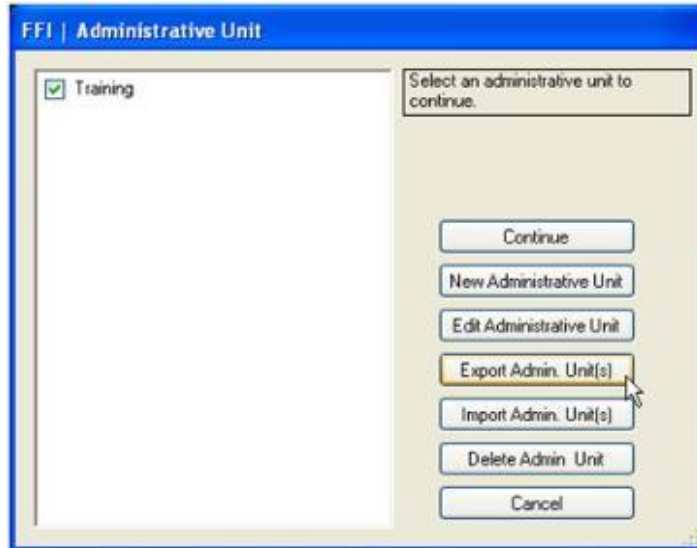 FFI | Administrative Unit
Training
Select an administrative unit to
continue.
Continue
New Administrative Unit
Edit Administrative Unit
Export Admin. Unit(s)
Import Admin. Unit(s)
Delete Admin Unit
Cancel